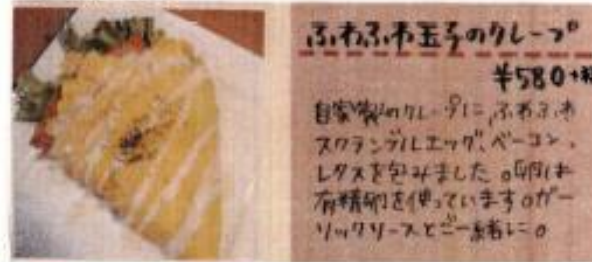 ふわふわ玉子のクレープ
¥580+税
自家製のクレープに、ふわふわ
スクランブルエッグ、ベーコン、
レタスを包みました。卵は
有精卵を使っています。ガー
リックソースとご一緒に。